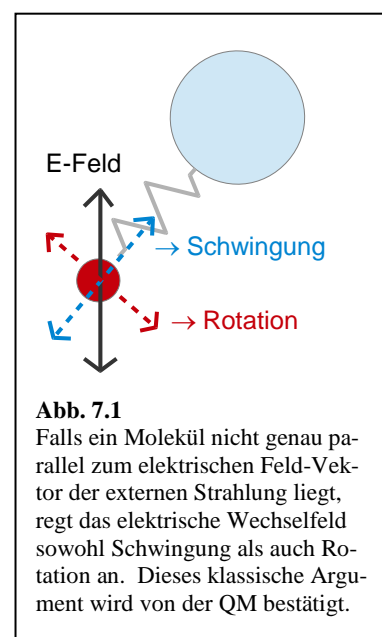 E-Feld
→ Schwingung
→ Rotation
Abb. 7.1
Falls ein Molekül nicht genau pa-
rallel zum elektrischen Feld-Vek-
tor der externen Strahlung liegt,
regt das elektrische Wechselfeld
sowohl Schwingung als auch Ro-
tation an. Dieses klassische Argu-
ment wird von der QM bestätigt.